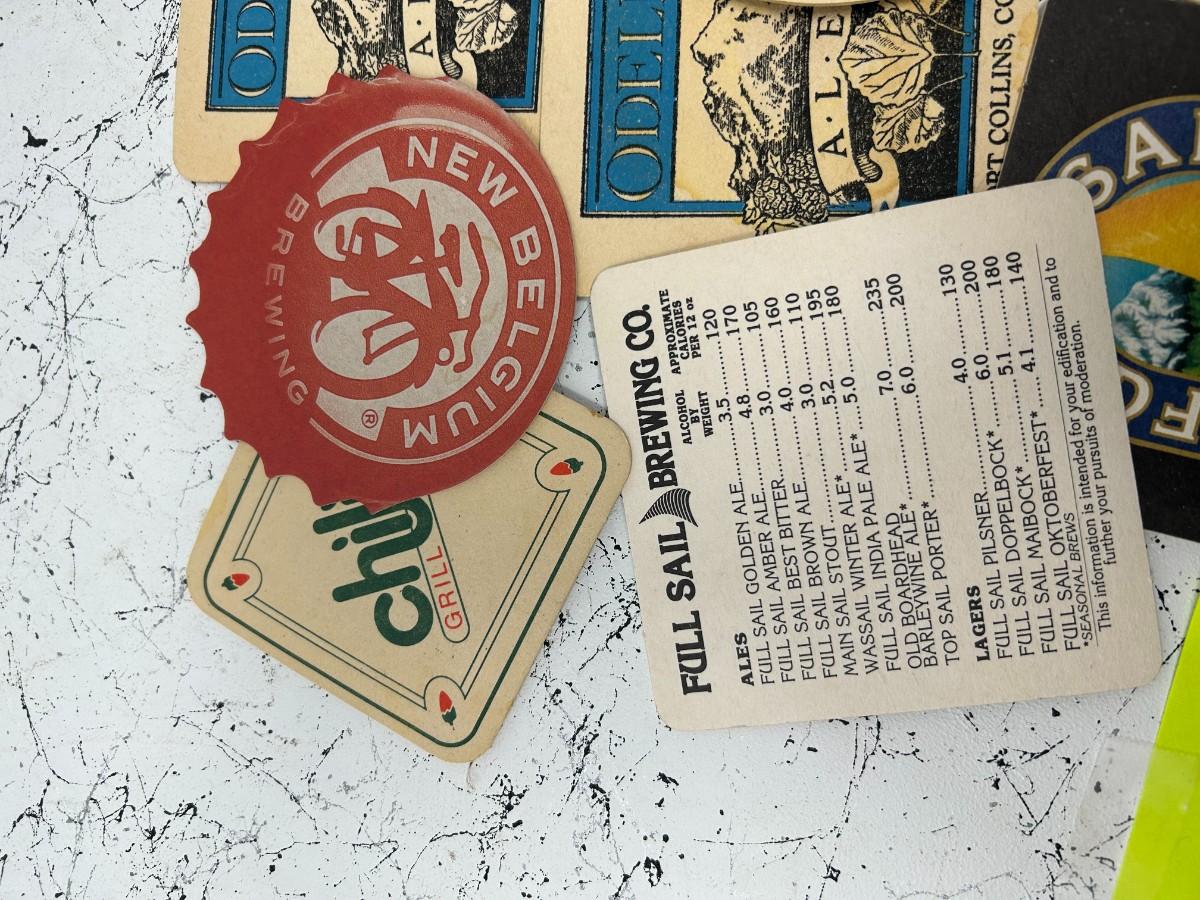 ODELL
ALE
ODELL
ALE
FORT COLLINS, CO
NEW BELGIUM
BREWING
®
chili
GRILL
FULL SAIL BREWING CO.
ALCOHOL BY WEIGHT
APPROXIMATE CALORIES PER 12 oz
ALES
FULL SAIL GOLDEN ALE..........3.5..........120
FULL SAIL AMBER ALE..........4.8..........170
FULL SAIL BEST BITTER..........3.0..........105
FULL SAIL BROWN ALE..........4.0..........160
MAIN SAIL STOUT..........3.0..........110
WASSAIL WINTER ALE*..........5.2..........195
FULL SAIL INDIA PALE ALE*..........5.0..........180
OLD BOARDHEAD
BARLEYWINE ALE*..........7.0..........235
TOP SAIL PORTER*..........6.0..........200
LAGERS
FULL SAIL PILSNER..........4.0..........130
FULL SAIL DOPPELBOCK*..........6.0..........200
FULL SAIL MAIBOCK*..........5.1..........180
FULL SAIL OKTOBERFEST*..........4.1..........140
*SEASONAL BREWS
This information is intended for your edification and to
further your pursuits of moderation.